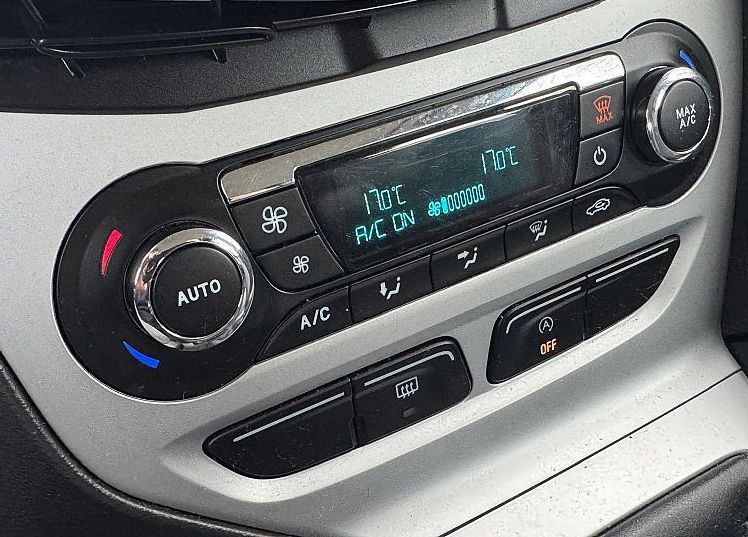 MAX
MAX
A/C
17.0°C
17.0°C
A/C ON
AUTO
A/C
A
OFF